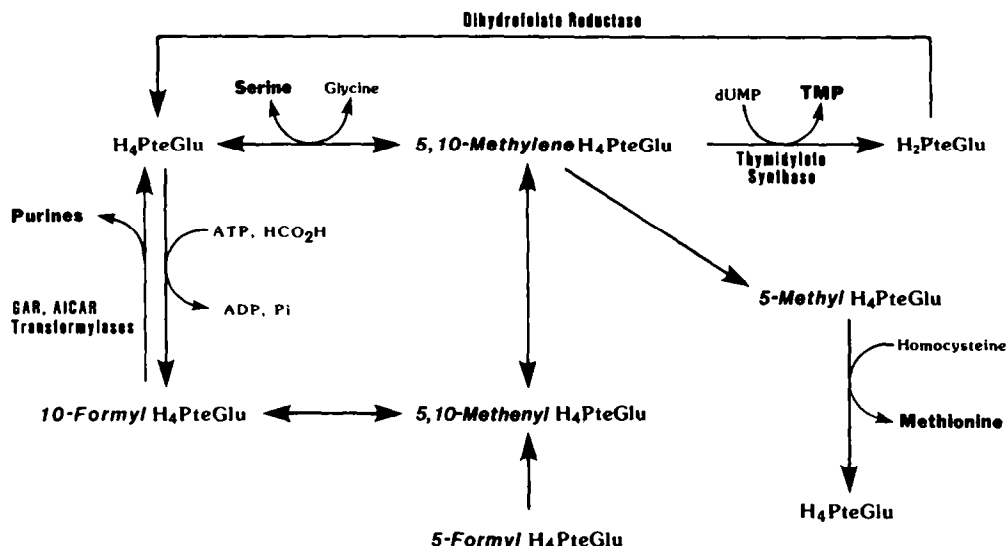 Dihydrofolate Reductase
Serine
Glycine
dUMP
TMP
H₄PteGlu
5,10-Methylene H₄PteGlu
H₂PteGlu
Thymidylate
Synthase
Purines
ATP, HCO₂H
ADP, Pi
GAR, AICAR
Transformylases
5-Methyl H₄PteGlu
Homocysteine
Methionine
10-Formyl H₄PteGlu
5,10-Methenyl H₄PteGlu
H₄PteGlu
5-Formyl H₄PteGlu